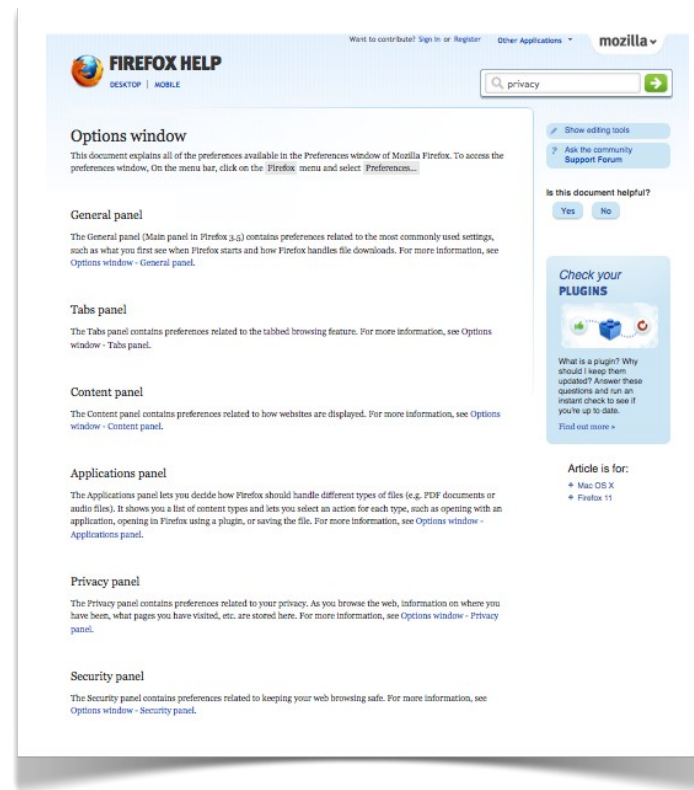 Want to contribute? Sign In or Register
Other Applications
mozilla
FIREFOX HELP
DESKTOP | MOBILE
privacy
Options window
This document explains all of the preferences available in the Preferences window of Mozilla Firefox. To access the
preferences window, On the menu bar, click on the Firefox menu and select Preferences...
General panel
The General panel (Main panel in Firefox 3.5) contains preferences related to the most commonly used settings,
such as what you first see when Firefox starts and how Firefox handles file downloads. For more information, see
Options window - General panel.
Tabs panel
The Tabs panel contains preferences related to the tabbed browsing feature. For more information, see Options
window - Tabs panel.
Content panel
The Content panel contains preferences related to how websites are displayed. For more information, see Options
window - Content panel.
Applications panel
The Applications panel lets you decide how Firefox should handle different types of files (e.g. PDF documents or
audio files). It shows you a list of content types and lets you select an action for each type, such as opening with an
application, opening in Firefox using a plugin, or saving the file. For more information, see Options window -
Applications panel.
Privacy panel
The Privacy panel contains preferences related to your privacy. As you browse the web, information on where you
have been, what pages you have visited, etc. are stored here. For more information, see Options window - Privacy
panel.
Security panel
The Security panel contains preferences related to keeping your web browsing safe. For more information, see
Options window - Security panel.
Show editing tools
? Ask the community
Support Forum
Is this document helpful?
Yes No
Check your
PLUGINS
What is a plugin? Why
should I keep them
updated? Answer these
questions and run an
instant check to see if
you're up to date.
Find out more »
Article is for:
Mac OS X
Firefox 11